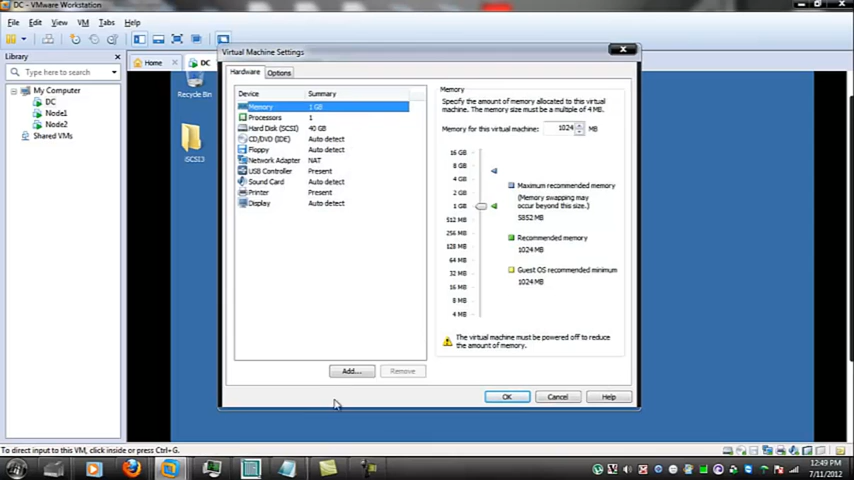 DC - VMware Workstation
File Edit View VM Tabs Help
Library
Type here to search
My Computer
DC
Node1
Node2
Shared VMs
Home
DC
Recycle Bin
iSCSI3
Virtual Machine Settings
Hardware Options
Device Summary
Memory 1 GB
Processors 1
Hard Disk (SCSI) 40 GB
CD/DVD (IDE) Auto detect
Floppy Auto detect
Network Adapter NAT
USB Controller Present
Sound Card Auto detect
Printer Present
Display Auto detect
Add... Remove
Memory
Specify the amount of memory allocated to this virtual
machine. The memory size must be a multiple of 4 MB.
Memory for this virtual machine: 1024 MB
16 GB
8 GB
4 GB
2 GB
1 GB
512 MB
256 MB
128 MB
64 MB
32 MB
16 MB
8 MB
4 MB
Maximum recommended memory
(Memory swapping may
occur beyond this size.)
5852 MB
Recommended memory
1024 MB
Guest OS recommended minimum
1024 MB
The virtual machine must be powered off to reduce
the amount of memory.
OK Cancel Help
To direct input to this VM, click inside or press Ctrl+G.
12:49 PM
7/11/2012